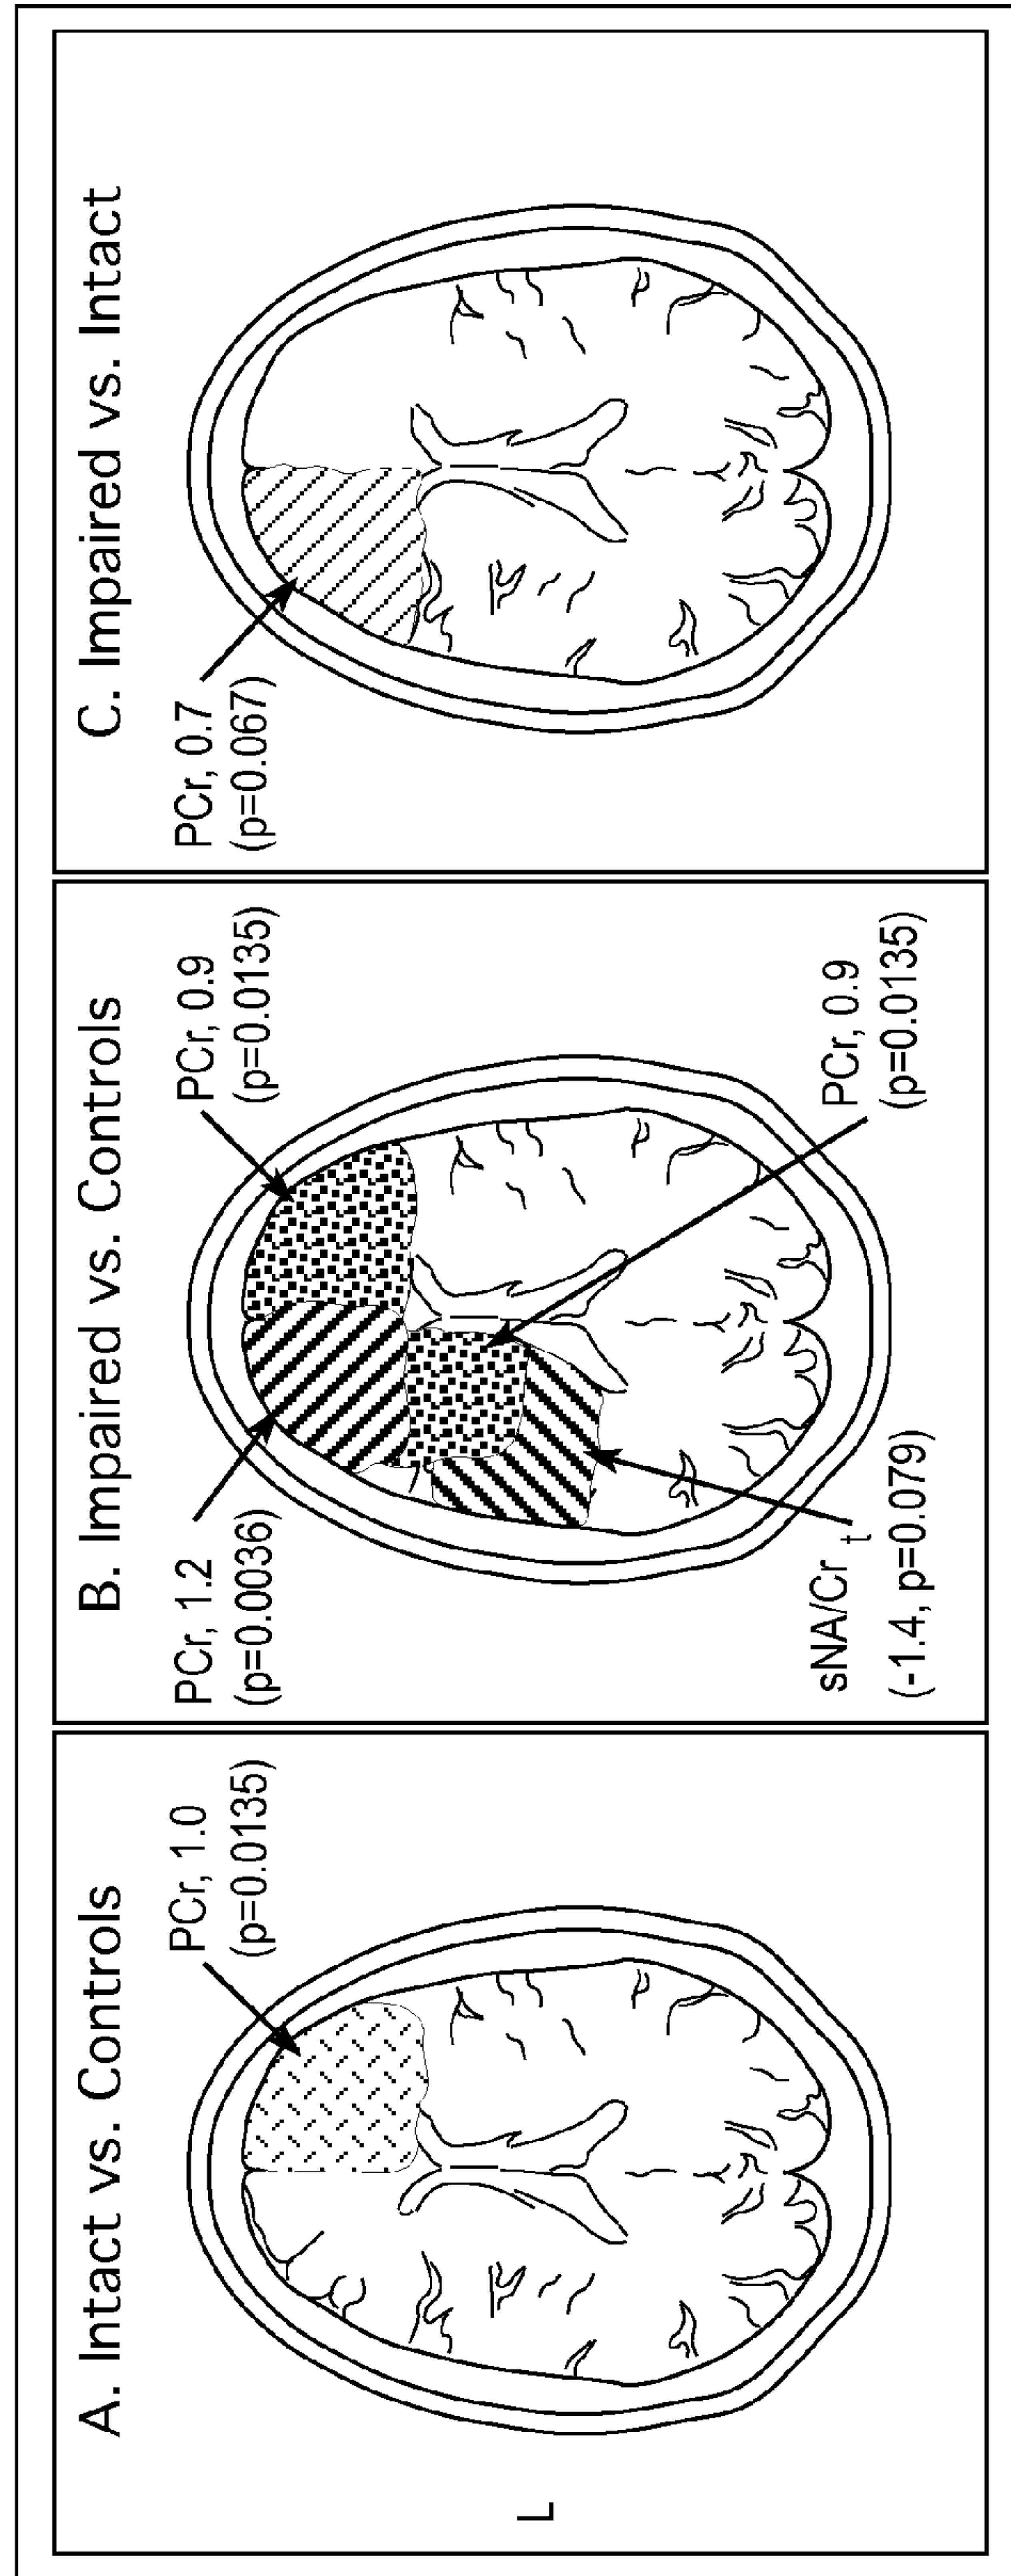 A. Intact vs. Controls
PCr, 1.0
(p=0.0135)
L
B. Impaired vs. Controls
PCr, 1.2
(p=0.0036)
PCr, 0.9
(p=0.0135)
sNA/Cr t
(-1.4, p=0.079)
PCr, 0.9
(p=0.0135)
C. Impaired vs. Intact
PCr, 0.7
(p=0.067)